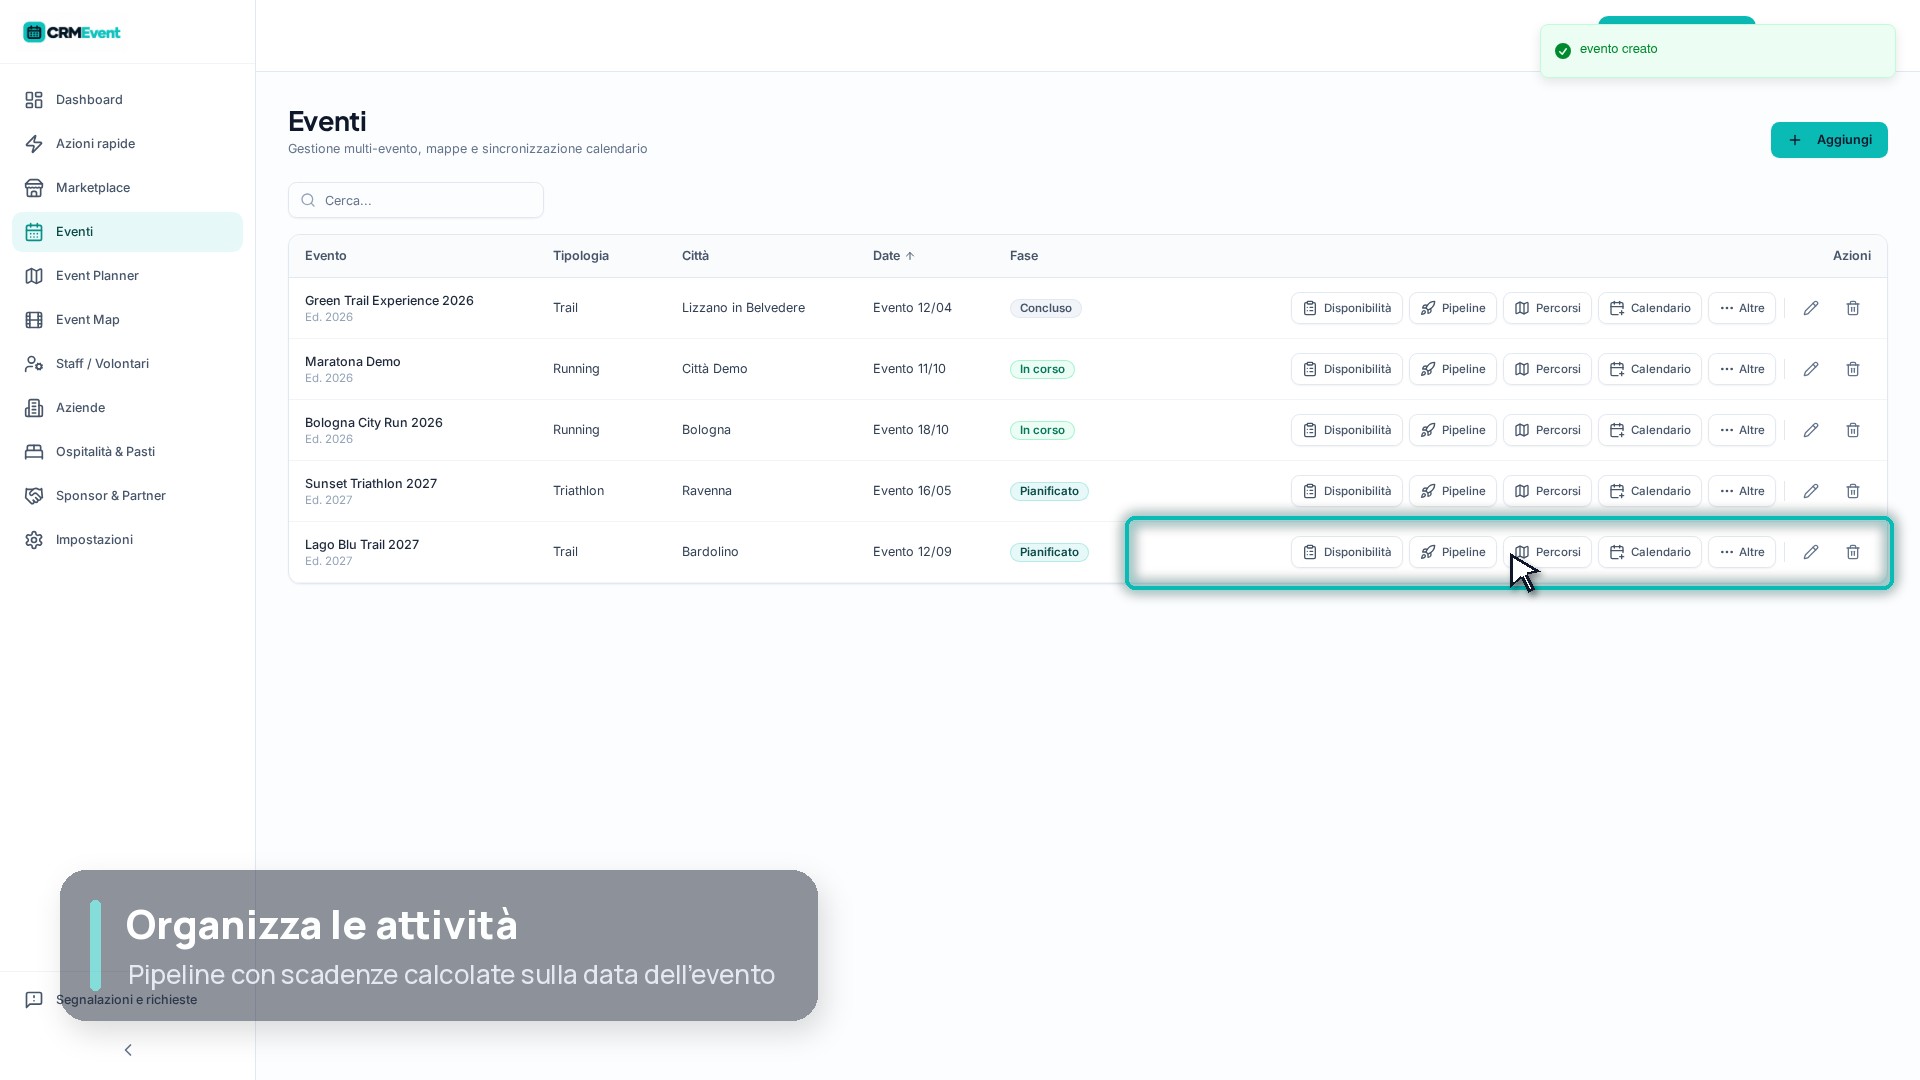 CRMEvent
evento creato
Dashboard
Azioni rapide
Marketplace
Eventi
Event Planner
Event Map
Staff / Volontari
Aziende
Ospitalità & Pasti
Sponsor & Partner
Impostazioni
Segnalazioni e richieste
Eventi
Gestione multi-evento, mappe e sincronizzazione calendario
Aggiungi
Cerca...
Evento Tipologia Città Date Fase Azioni
Green Trail Experience 2026 Trail Lizzano in Belvedere Evento 12/04 Concluso Disponibilità Pipeline Percorsi Calendario Altre
Ed. 2026
Maratona Demo Running Città Demo Evento 11/10 In corso Disponibilità Pipeline Percorsi Calendario Altre
Ed. 2026
Bologna City Run 2026 Running Bologna Evento 18/10 In corso Disponibilità Pipeline Percorsi Calendario Altre
Ed. 2026
Sunset Triathlon 2027 Triathlon Ravenna Evento 16/05 Pianificato Disponibilità Pipeline Percorsi Calendario Altre
Ed. 2027
Lago Blu Trail 2027 Trail Bardolino Evento 12/09 Pianificato Disponibilità Pipeline Percorsi Calendario Altre
Ed. 2027
Organizza le attività
Pipeline con scadenze calcolate sulla data dell'evento